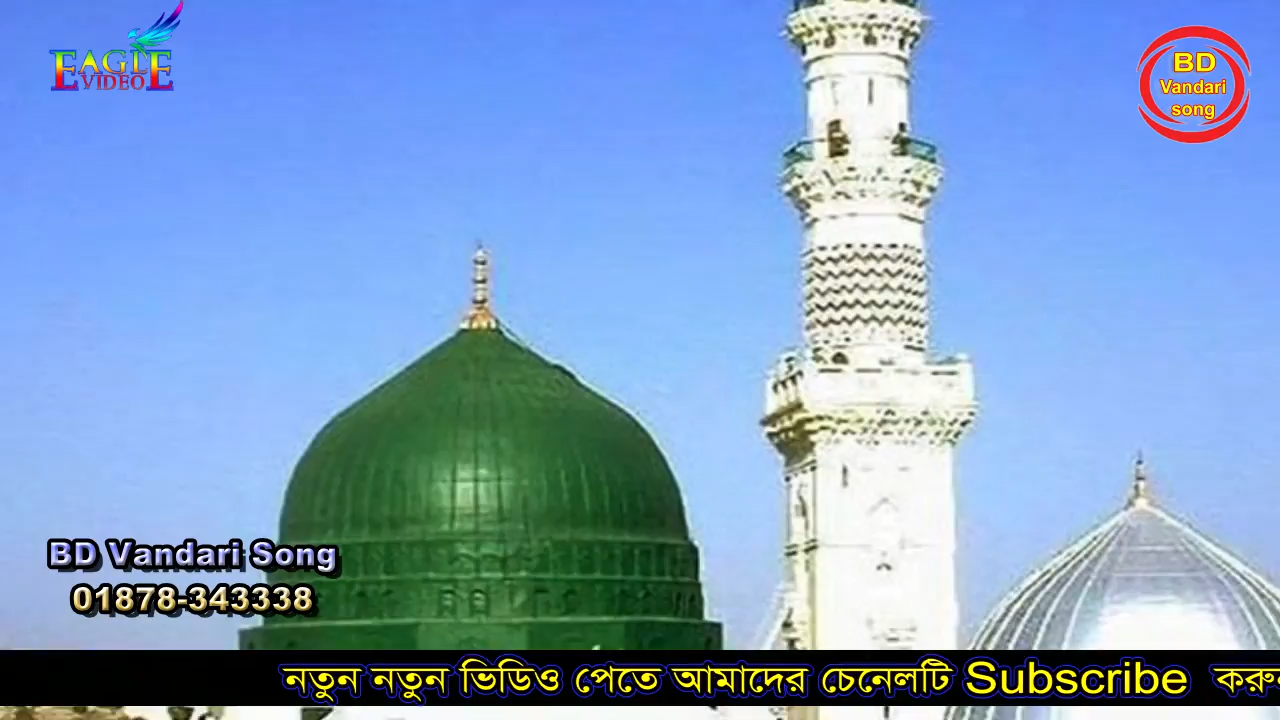 EAGLE
VIDEO
BD
Vandari
song
BD Vandari Song
01878-343338
নতুন নতুন ভিডিও পেতে আমাদের চেনেলটি Subscribe